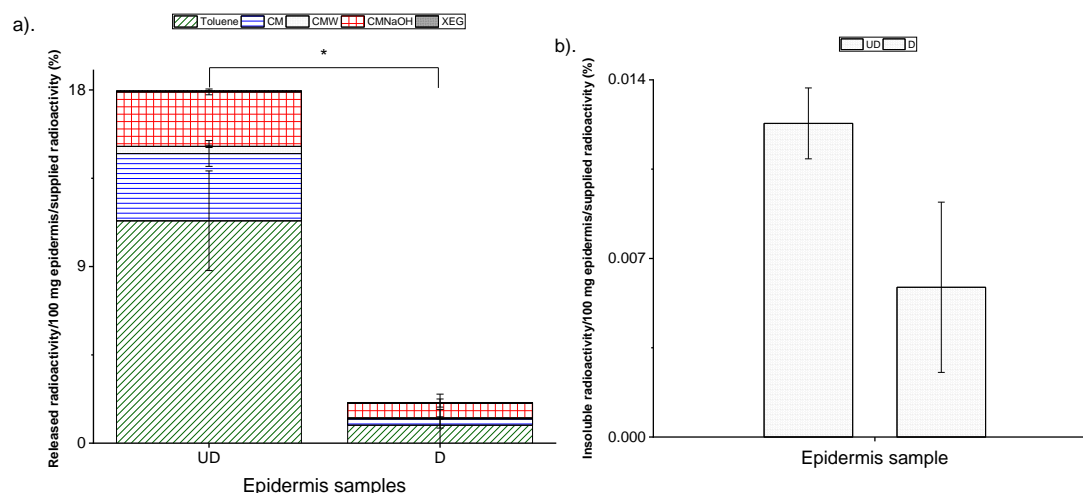 a).
Toluene CM CMW CMNaOH XEG
*
Released radioactivity/100 mg epidermis/supplied radioactivity (%)
18
9
0
UD D
Epidermis samples
b).
UD D
Insoluble radioactivity/100 mg epidermis/supplied radioactivity (%)
0.014
0.007
0.000
Epidermis sample